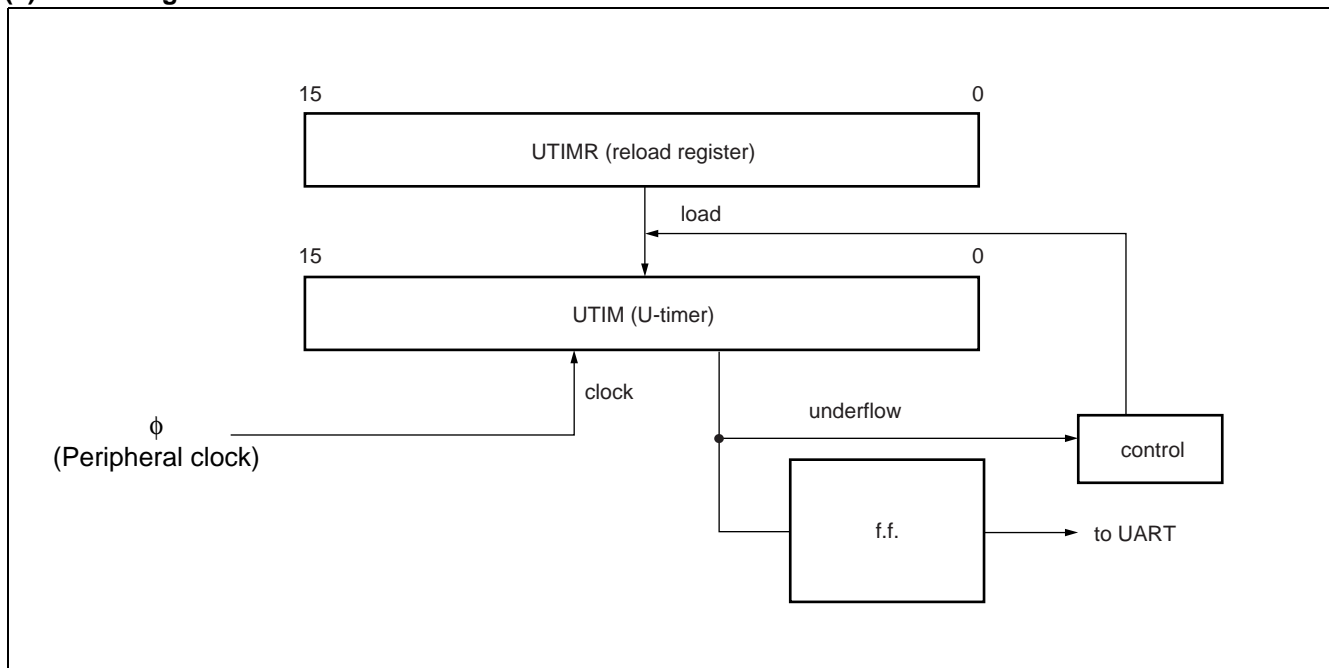 15 0
UTIMR (reload register)
load
15 0
UTIM (U-timer)
clock
underflow
ϕ
(Peripheral clock)
control
f.f.
to UART